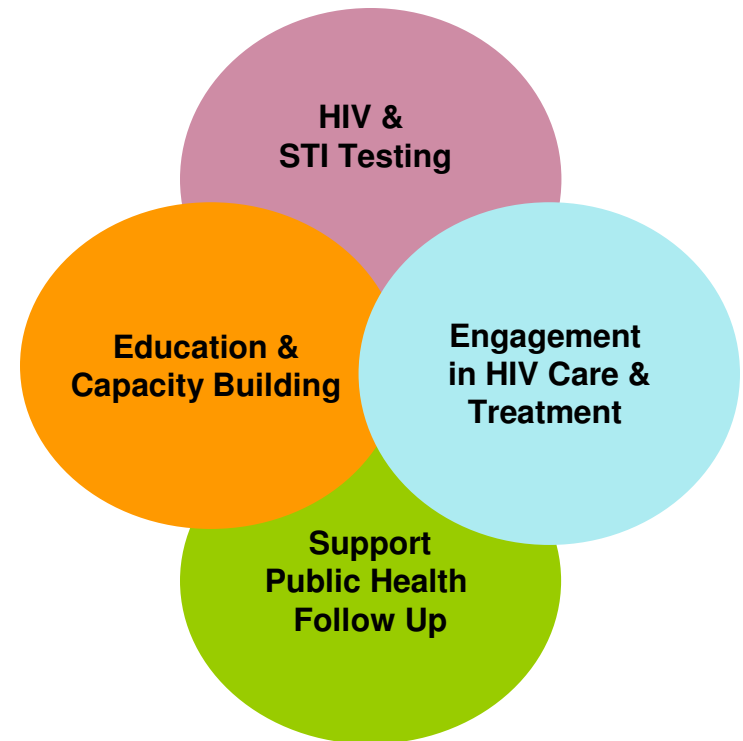 HIV &
STI Testing
Education &
Capacity Building
Engagement
in HIV Care &
Treatment
Support
Public Health
Follow Up